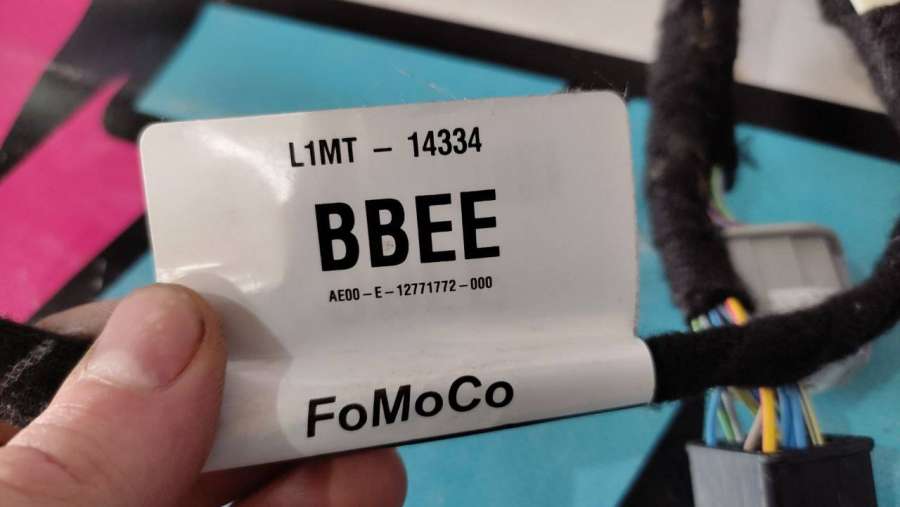 L1MT – 14334
BBEE
AE00 – E – 12771772 – 000
FoMoCo